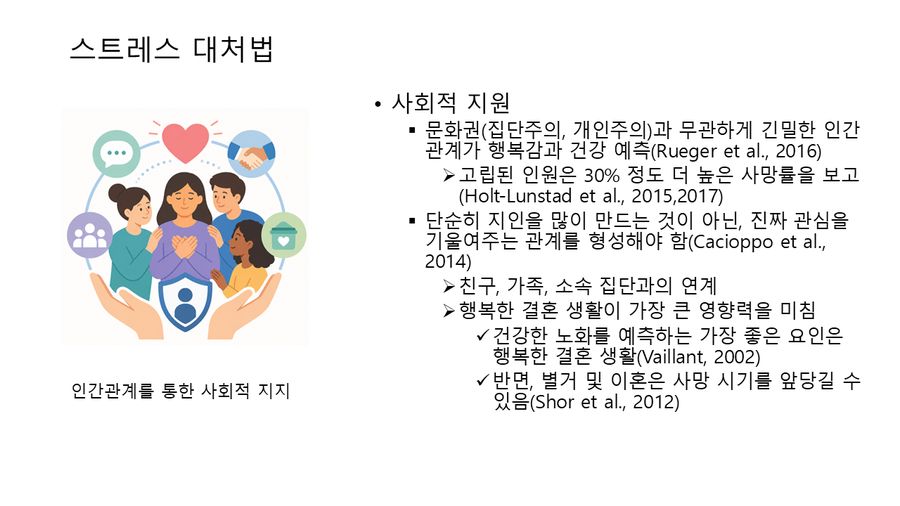 스트레스 대처법
• 사회적 지원
▪ 문화권(집단주의, 개인주의)과 무관하게 긴밀한 인간
관계가 행복감과 건강 예측(Rueger et al., 2016)
➢ 고립된 인원은 30% 정도 더 높은 사망률을 보고
(Holt-Lunstad et al., 2015,2017)
▪ 단순히 지인을 많이 만드는 것이 아닌, 진짜 관심을
기울여주는 관계를 형성해야 함(Cacioppo et al.,
2014)
➢ 친구, 가족, 소속 집단과의 연계
➢ 행복한 결혼 생활이 가장 큰 영향력을 미침
✓ 건강한 노화를 예측하는 가장 좋은 요인은
행복한 결혼 생활(Vaillant, 2002)
✓ 반면, 별거 및 이혼은 사망 시기를 앞당길 수
있음(Shor et al., 2012)
인간관계를 통한 사회적 지지